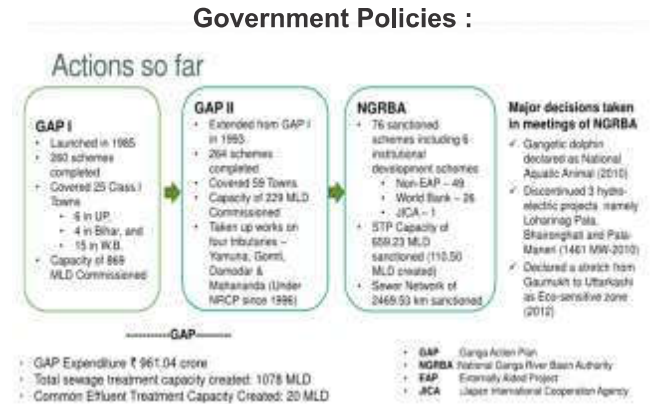 Government Policies :
Actions so far
GAP I
• Launched in 1985
• 260 schemes
completed
• Covered 25 Class I
Towns
• 6 in UP,
• 4 in Bihar, and
• 15 in W.B.
• Capacity of 869
MLD Commissioned
GAP II
• Extended from GAP I
in 1993
• 264 schemes
completed
• Covered 59 Towns
• Capacity of 229 MLD
Commissioned
• Taken up works on
four tributaries –
Yamuna, Gomti,
Damodar &
Mahananda (Under
NRCP since 1996)
NGRBA
• 76 sanctioned
schemes including 6
institutional
development schemes
• Non-EAP – 49
• World Bank – 26
• JICA – 1
• STP Capacity of
659.23 MLD
sanctioned (110.50
MLD created)
• Sewer Network of
2469.53 km sanctioned
Major decisions taken
in meetings of NGRBA
✓ Gangetic dolphin
declared as National
Aquatic Animal (2010)
✓ Discontinued 3 hydro-
electric projects namely
Loharinag Pala,
Bhaironghati and Pala-
Maneri (1461 MW-2010)
✓ Declared a stretch from
Gaumukh to Uttarkashi
as Eco-sensitive zone
(2012)
-----------GAP---------
• GAP Expenditure ₹ 961.04 crore
• Total sewage treatment capacity created: 1078 MLD
• Common Effluent Treatment Capacity Created: 20 MLD
• GAP :Ganga Action Plan
• NGRBA :National Ganga River Basin Authority
• EAP :Externally Aided Project
• JICA :Japan International Cooperation Agency